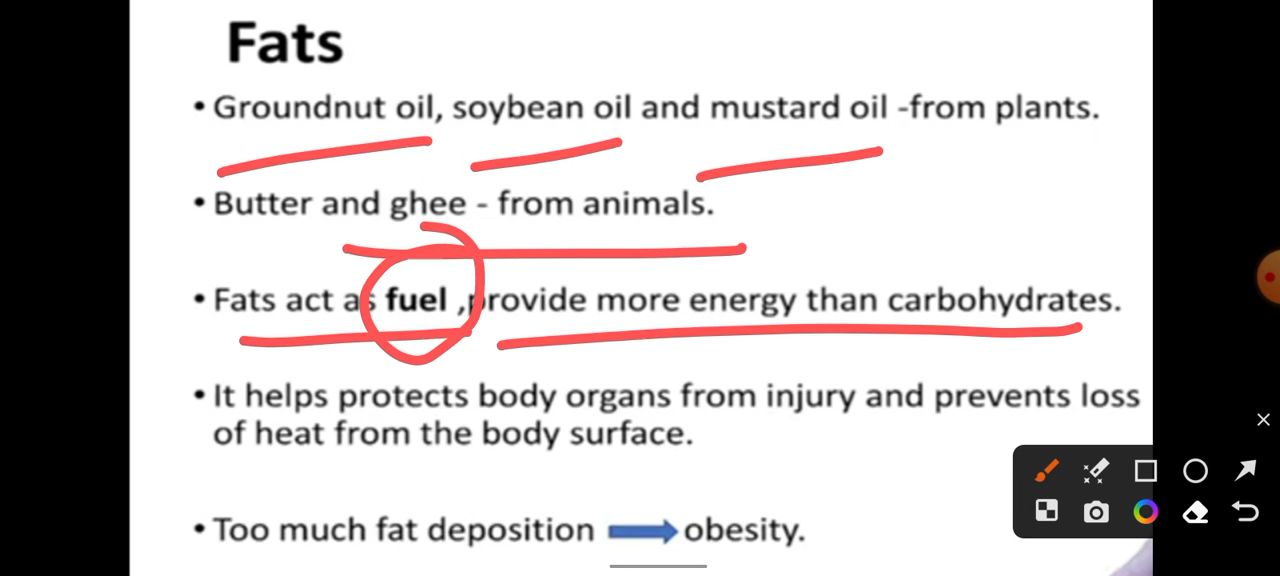 Fats
• Groundnut oil, soybean oil and mustard oil -from plants.
• Butter and ghee - from animals.
• Fats act as fuel ,provide more energy than carbohydrates.
• It helps protects body organs from injury and prevents loss
of heat from the body surface.
• Too much fat deposition obesity.